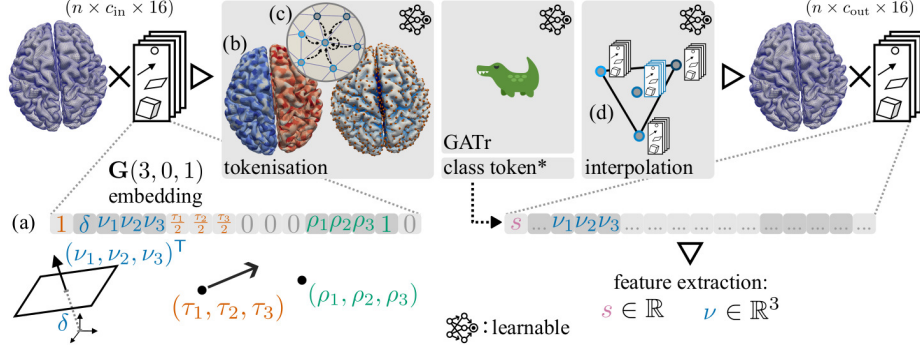 (n × c_in × 16)
(n × c_out × 16)
(c)
(b)
(d)
GATr
tokenisation
class token*
interpolation
G(3, 0, 1)
embedding
(a)
1 δ ν₁ ν₂ ν₃ τ₁/2 τ₂/2 τ₃/2 0 0 0 ρ₁ ρ₂ ρ₃ 1 0
s ... ν₁ ν₂ ν₃ ... ... ... ... ... ... ... ... ... ... ...
(ν₁, ν₂, ν₃)ᵀ
δ
(τ₁, τ₂, τ₃)
(ρ₁, ρ₂, ρ₃)
feature extraction:
s ∈ ℝ ν ∈ ℝ³
: learnable